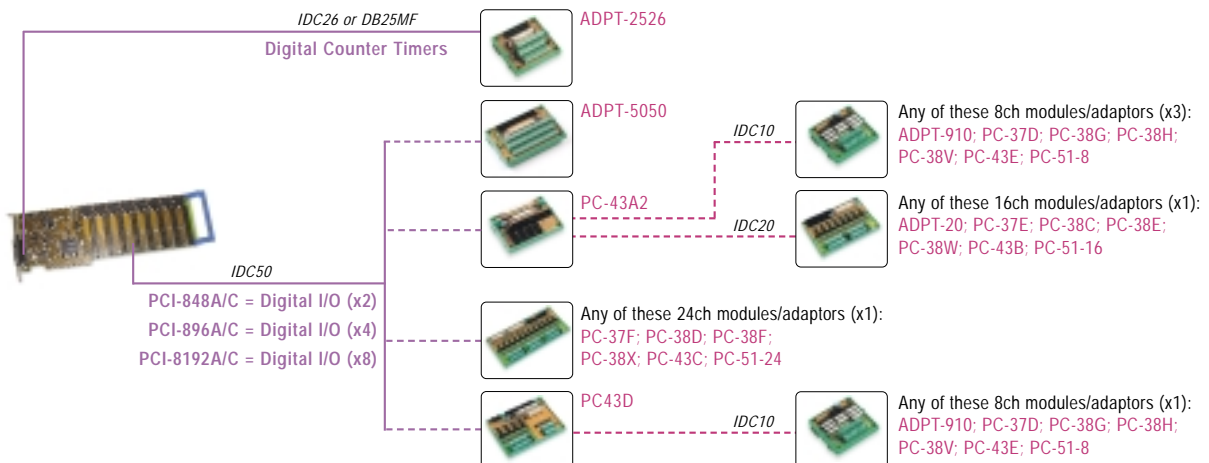 IDC26 or DB25MF
Digital Counter Timers
ADPT-2526
ADPT-5050
IDC10
Any of these 8ch modules/adaptors (x3):
ADPT-910; PC-37D; PC-38G; PC-38H;
PC-38V; PC-43E; PC-51-8
PC-43A2
IDC20
Any of these 16ch modules/adaptors (x1):
ADPT-20; PC-37E; PC-38C; PC-38E;
PC-38W; PC-43B; PC-51-16
IDC50
PCI-848A/C = Digital I/O (x2)
PCI-896A/C = Digital I/O (x4)
PCI-8192A/C = Digital I/O (x8)
Any of these 24ch modules/adaptors (x1):
PC-37F; PC-38D; PC-38F;
PC-38X; PC-43C; PC-51-24
PC43D
IDC10
Any of these 8ch modules/adaptors (x1):
ADPT-910; PC-37D; PC-38G; PC-38H;
PC-38V; PC-43E; PC-51-8